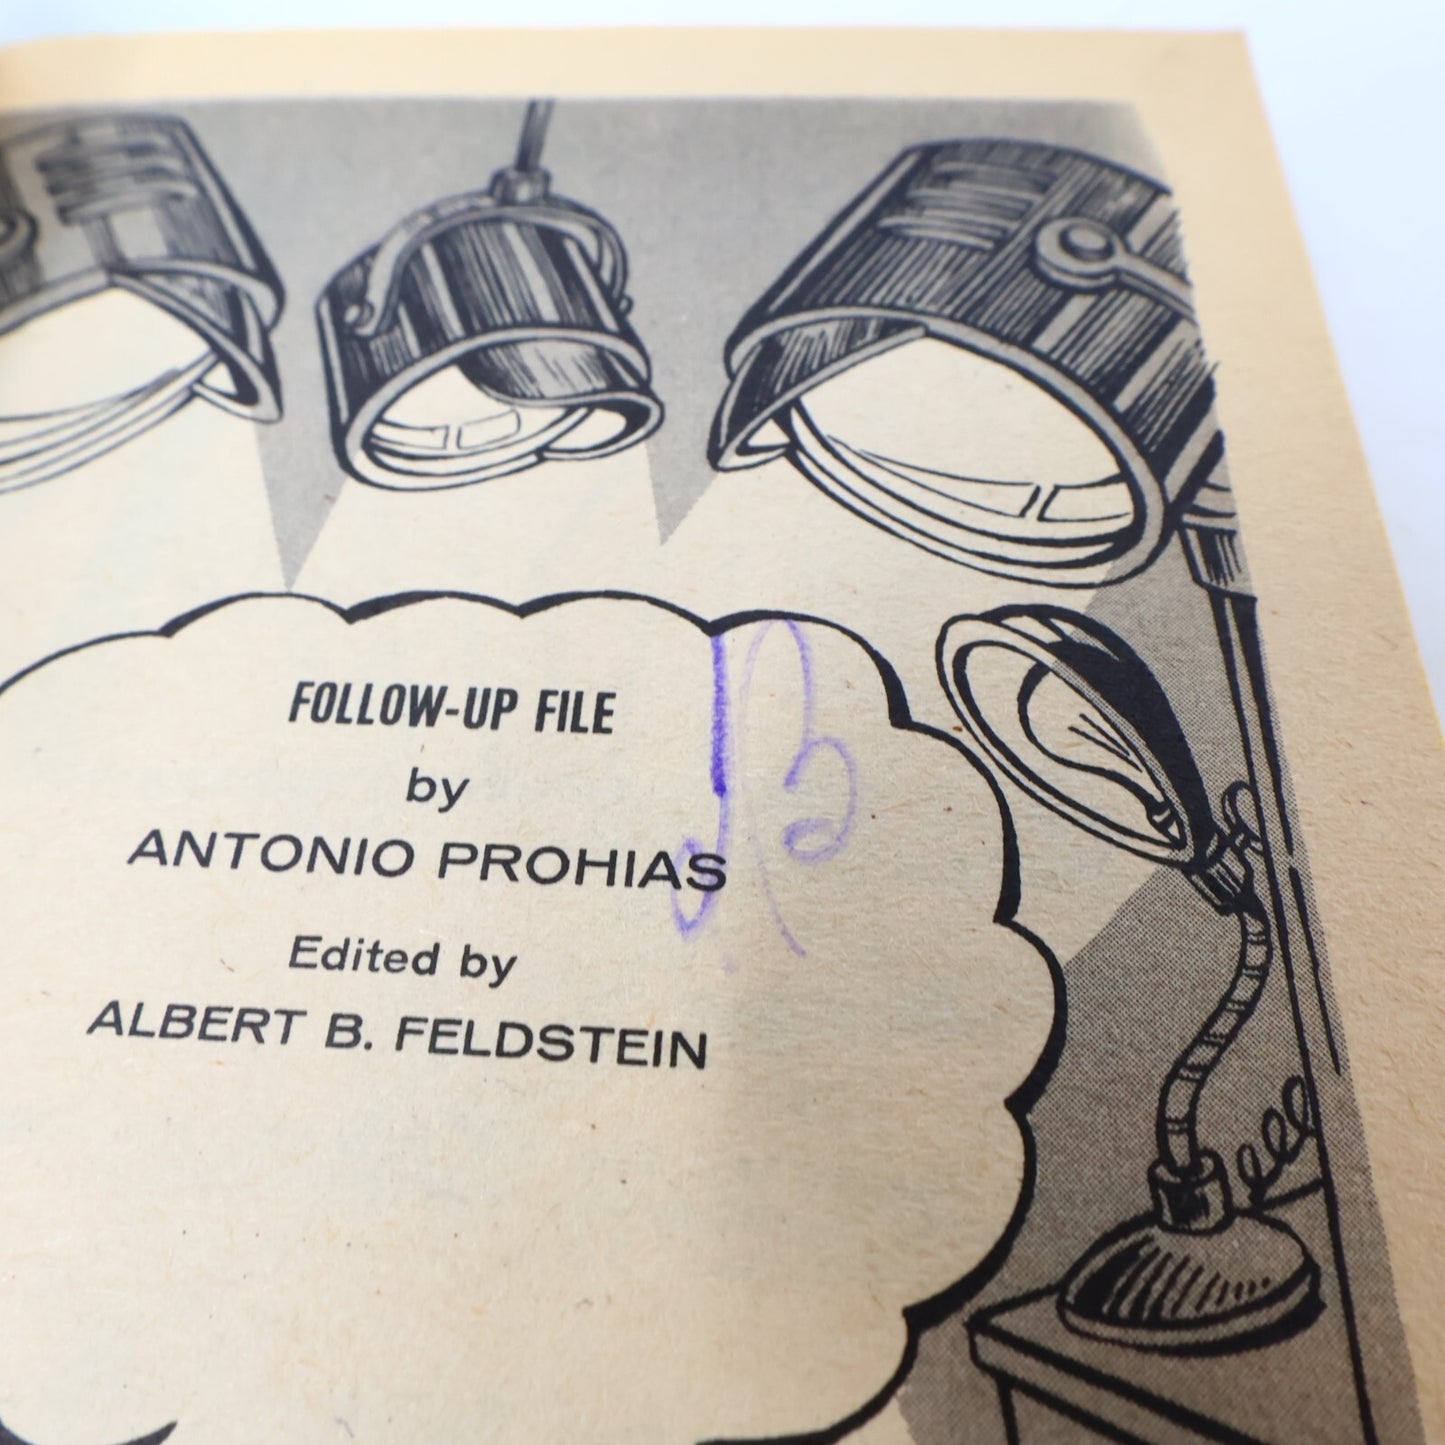 FOLLOW-UP FILE
by
ANTONIO PROHIAS
Edited by
ALBERT B. FELDSTEIN